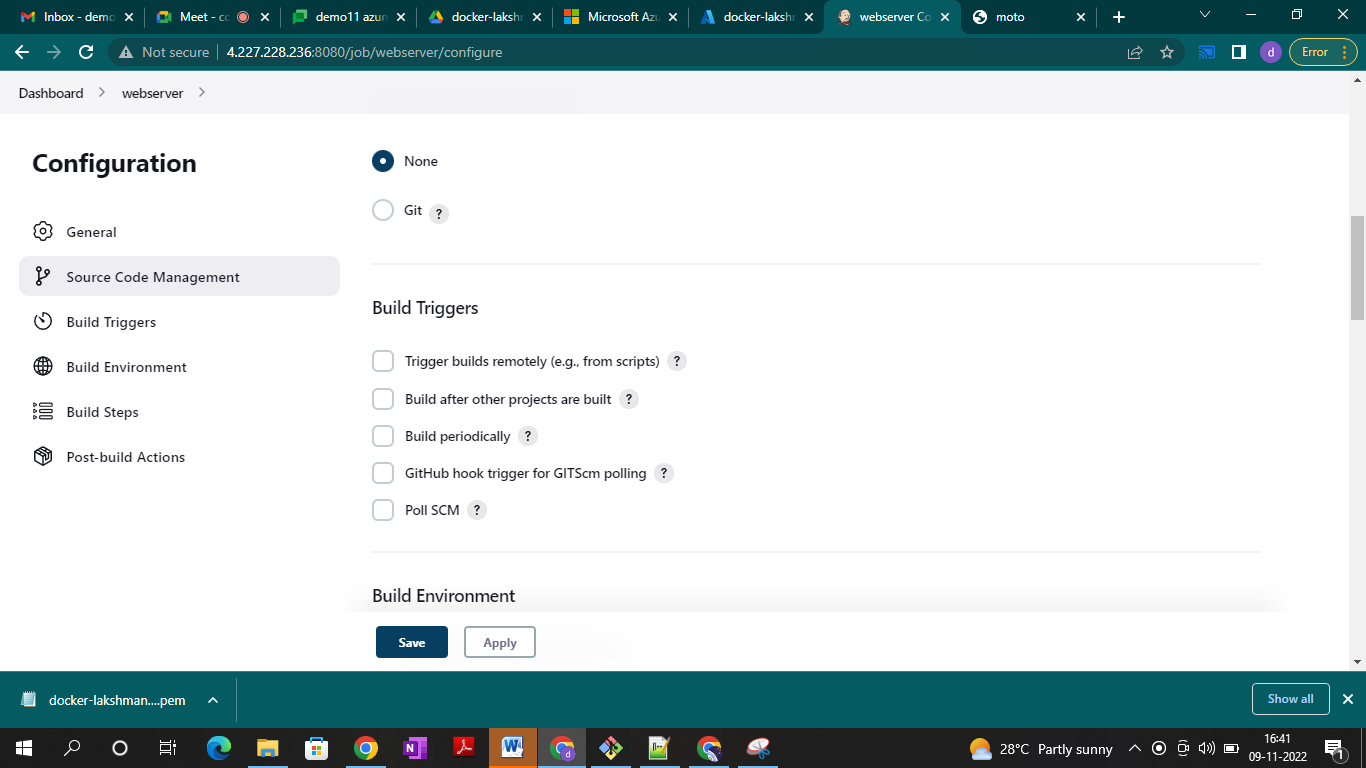 Inbox - demo
Meet - co
demo11 azur
docker-lakshm
Microsoft Azu
docker-lakshm
webserver Co
moto
Not secure
4.227.228.236:8080/job/webserver/configure
d
Error
Dashboard
webserver
Configuration
General
Source Code Management
Build Triggers
Build Environment
Build Steps
Post-build Actions
None
Git ?
Build Triggers
Trigger builds remotely (e.g., from scripts) ?
Build after other projects are built ?
Build periodically ?
GitHub hook trigger for GITScm polling ?
Poll SCM ?
Build Environment
Save
Apply
docker-lakshman....pem
Show all
28°C Partly sunny
16:41
09-11-2022
1